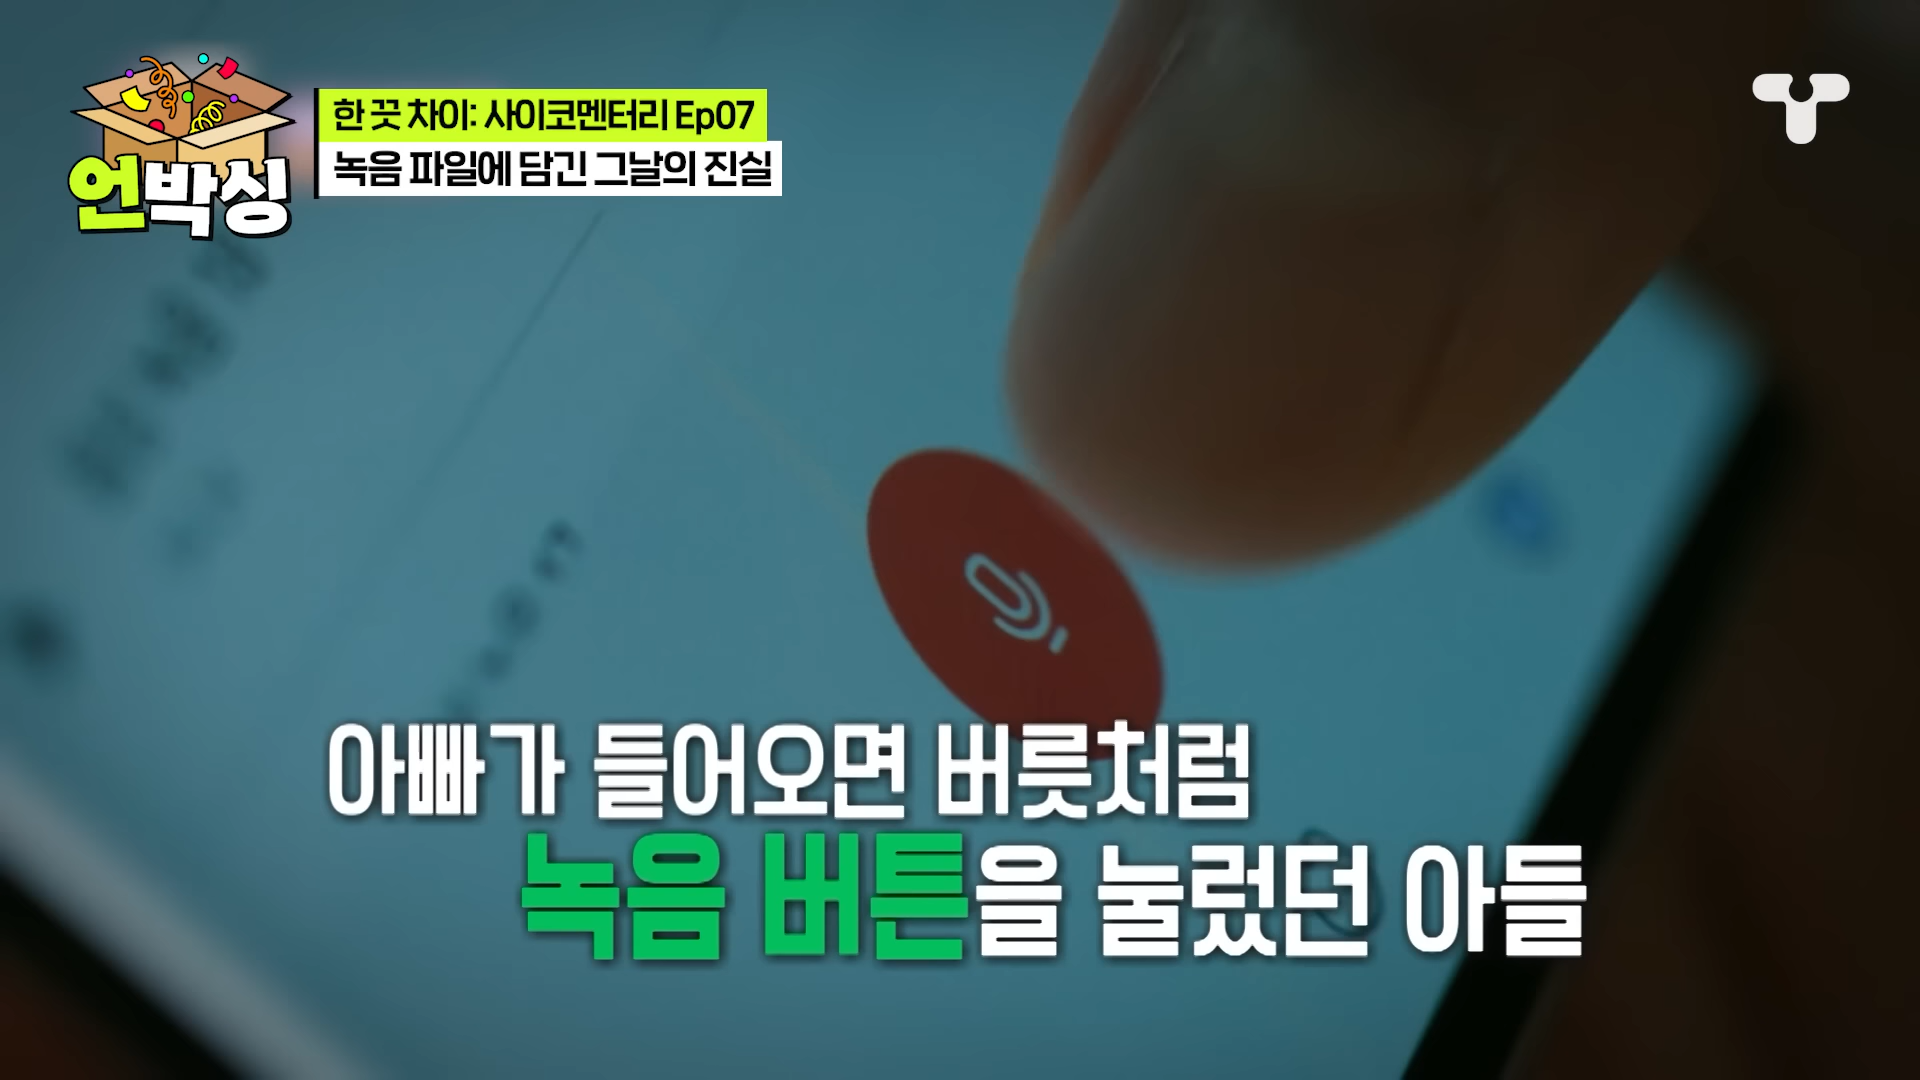 언박싱
한 끗 차이: 사이코멘터리 Ep07
녹음 파일에 담긴 그날의 진실
아빠가 들어오면 버릇처럼
녹음 버튼을 눌렀던 아들